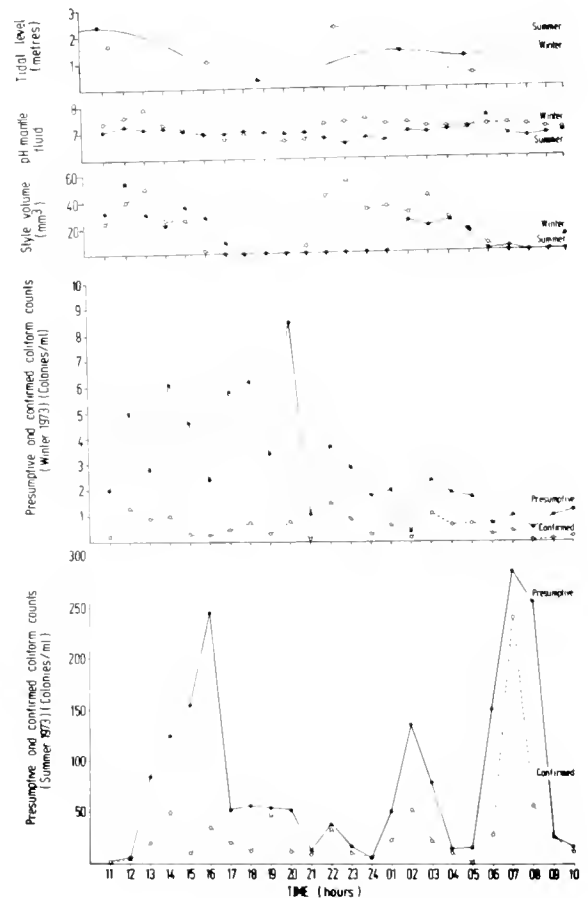 Tidal level
(metres)
3
2
1
Summer
Winter
pH mantle
fluid
8
7
Winter
Summer
Style volume
(mm³)
60
40
20
Winter
Summer
Presumptive and confirmed coliform counts
(Winter 1973) (Colonies/ml)
10
9
8
7
6
5
4
3
2
1
0
Presumptive
Confirmed
Presumptive and confirmed coliform counts
(Summer 1973) (Colonies/ml)
300
250
200
150
100
50
Presumptive
Confirmed
11 12 13 14 15 16 17 18 19 20 21 22 23 24 01 02 03 04 05 06 07 08 09 10
TIME (hours)